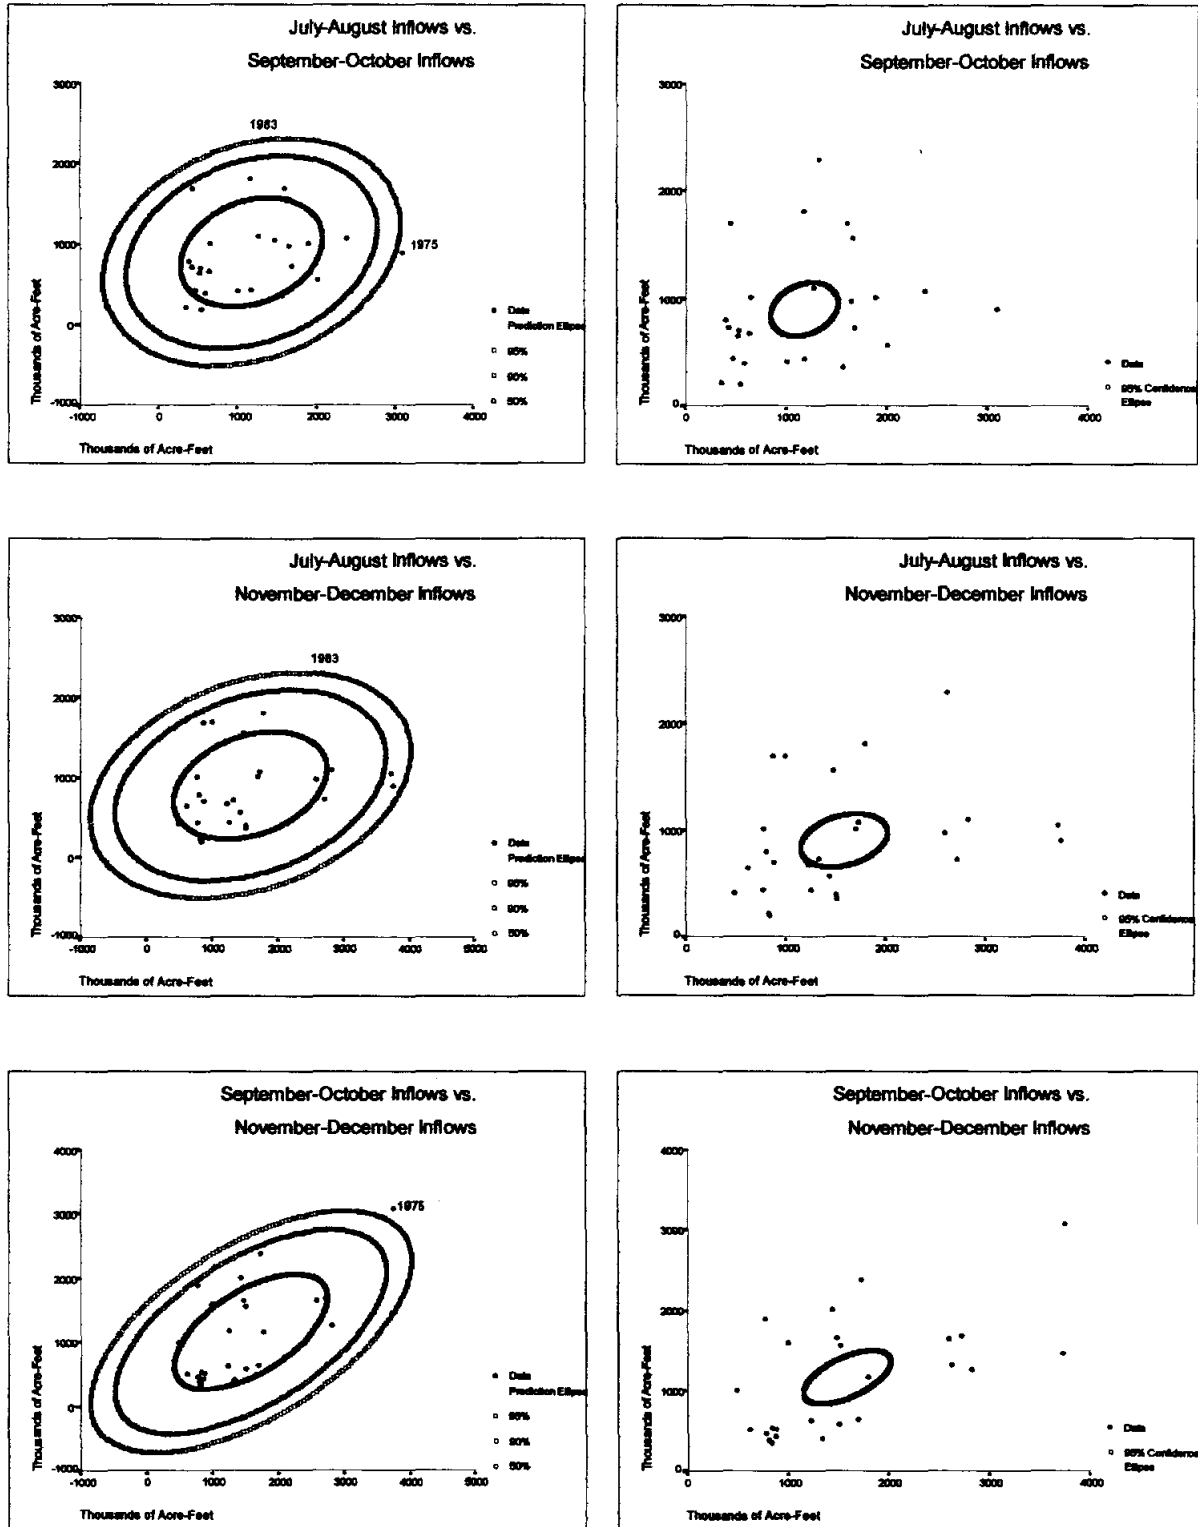 July-August Inflows vs.
September-October Inflows
3000
2000
1000
0
-1000
-1000 0 1000 2000 3000 4000
Thousands of Acre-Feet
Thousands of Acre-Feet
1983
1975
Data
Prediction Ellipse
95%
90%
50%
July-August Inflows vs.
September-October Inflows
3000
2000
1000
0
0 1000 2000 3000 4000
Thousands of Acre-Feet
Thousands of Acre-Feet
Data
95% Confidence
Ellipse
July-August Inflows vs.
November-December Inflows
3000
2000
1000
0
-1000
-1000 0 1000 2000 3000 4000 5000
Thousands of Acre-Feet
Thousands of Acre-Feet
1983
Data
Prediction Ellipse
95%
90%
50%
July-August Inflows vs.
November-December Inflows
3000
2000
1000
0
0 1000 2000 3000 4000
Thousands of Acre-Feet
Thousands of Acre-Feet
Data
95% Confidence
Ellipse
September-October Inflows vs.
November-December Inflows
4000
3000
2000
1000
0
-1000
-1000 0 1000 2000 3000 4000 5000
Thousands of Acre-Feet
Thousands of Acre-Feet
1975
Data
Prediction Ellipse
95%
90%
50%
September-October Inflows vs.
November-December Inflows
4000
3000
2000
1000
0
0 1000 2000 3000 4000
Thousands of Acre-Feet
Thousands of Acre-Feet
Data
95% Confidence
Ellipse